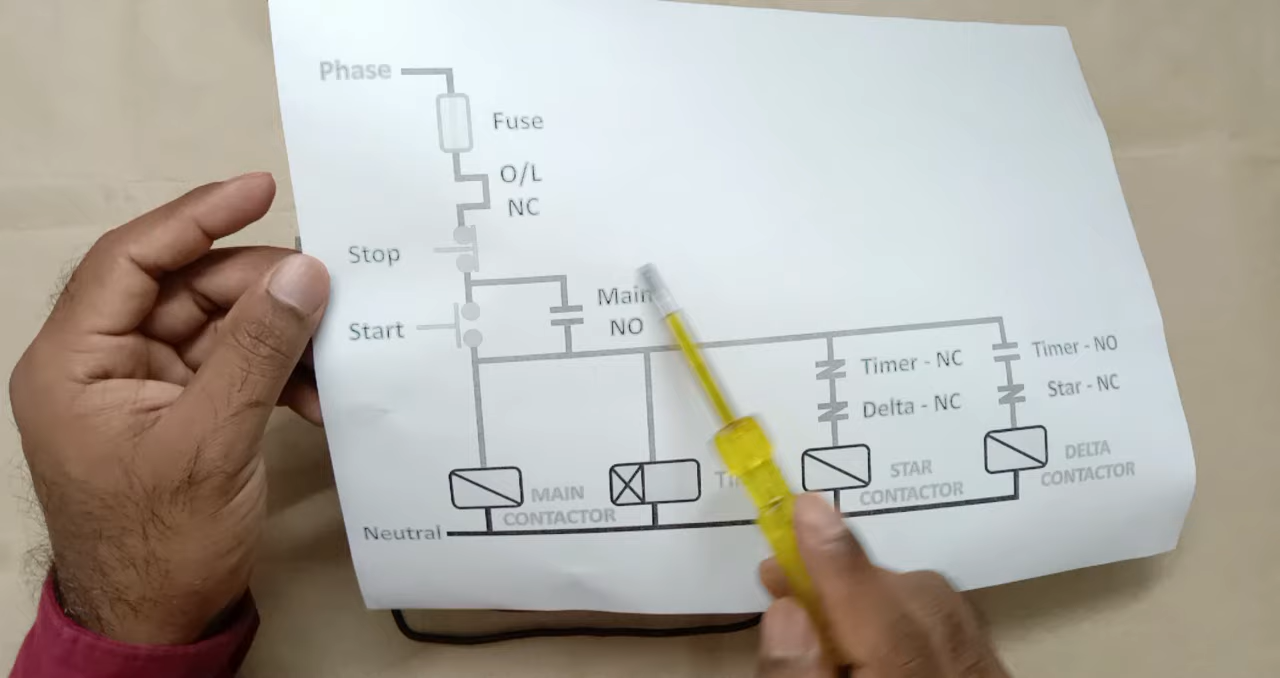 Phase
Fuse
O/L
NC
Stop
Main
NO
Start
Timer - NC
Timer - NO
Delta - NC
Star - NC
MAIN
CONTACTOR
STAR
CONTACTOR
DELTA
CONTACTOR
Neutral